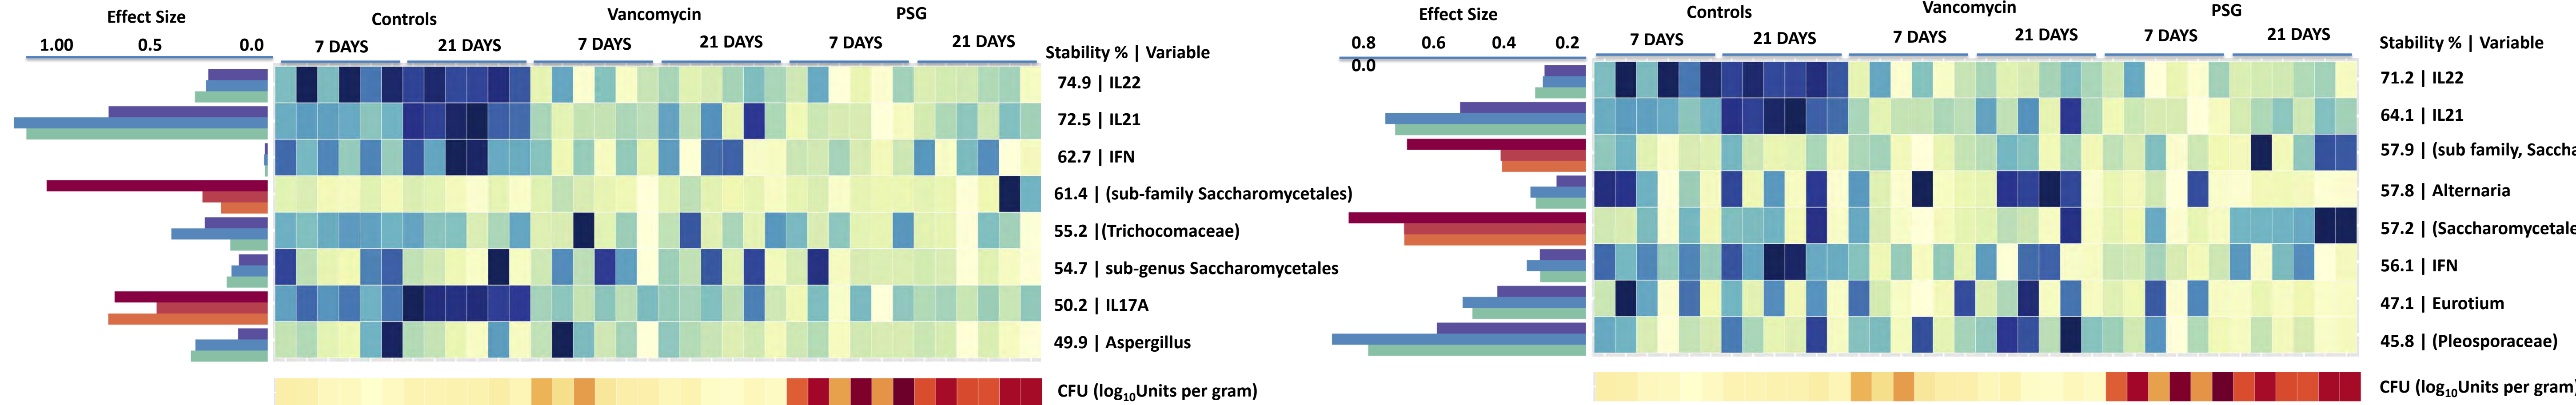 Effect Size
Controls
Vancomycin
PSG
1.00 0.5 0.0
7 DAYS 21 DAYS 7 DAYS 21 DAYS 7 DAYS 21 DAYS
Stability % | Variable
74.9 | IL22
72.5 | IL21
62.7 | IFN
61.4 | (sub-family Saccharomycetales)
55.2 |(Trichocomaceae)
54.7 | sub-genus Saccharomycetales
50.2 | IL17A
49.9 | Aspergillus
CFU (log10Units per gram)
Effect Size
Controls
Vancomycin
PSG
0.8 0.6 0.4 0.2
0.0
7 DAYS 21 DAYS 7 DAYS 21 DAYS 7 DAYS 21 DAYS
Stability % | Variable
71.2 | IL22
64.1 | IL21
57.9 | (sub family, Saccha
57.8 | Alternaria
57.2 | (Saccharomycetale
56.1 | IFN
47.1 | Eurotium
45.8 | (Pleosporaceae)
CFU (log10Units per gram)